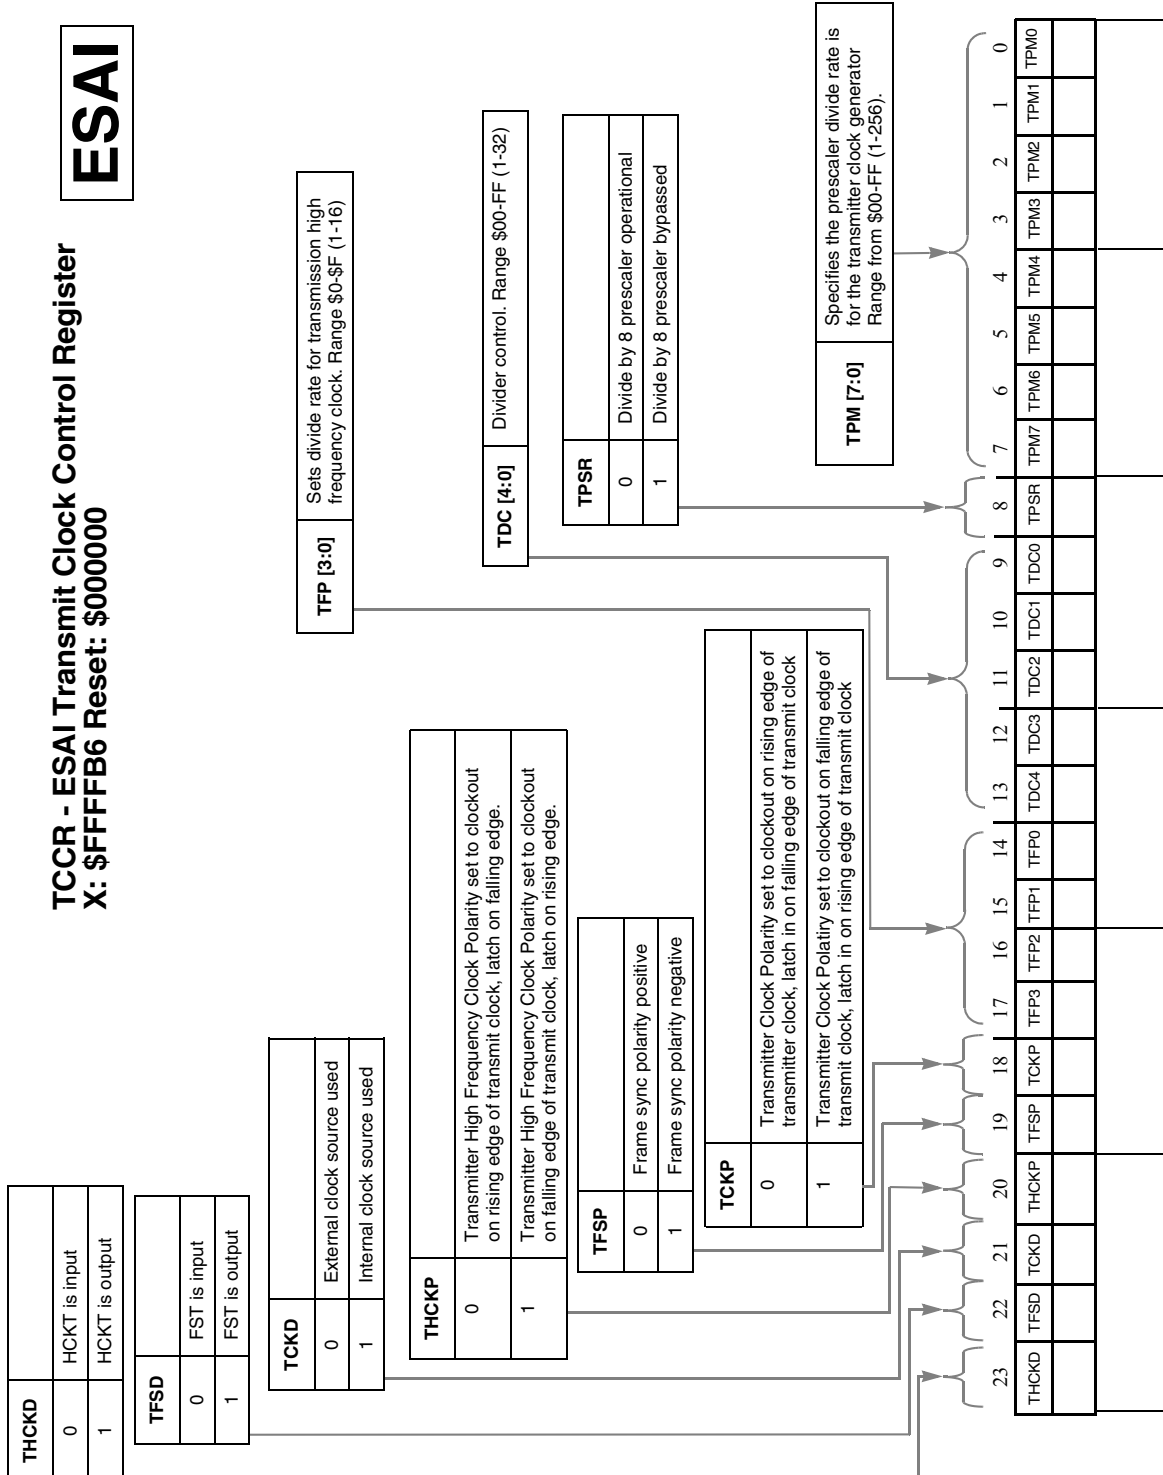 ESAI
TCCR - ESAI Transmit Clock Control Register
X: $FFFFB6 Reset: $000000
THCKD
0 HCKT is input
1 HCKT is output
TFSD
0 FST is input
1 FST is output
TCKD
0 External clock source used
1 Internal clock source used
TFP [3:0] Sets divide rate for transmission high
frequency clock. Range $0-$F (1-16)
THCKP
0 Transmitter High Frequency Clock Polarity set to clockout
on rising edge of transmit clock, latch on falling edge.
1 Transmitter High Frequency Clock Polarity set to clockout
on falling edge of transmit clock, latch on rising edge.
TDC [4:0] Divider control. Range $00-FF (1-32)
TPSR
0 Divide by 8 prescaler operational
1 Divide by 8 prescaler bypassed
TFSP
0 Frame sync polarity positive
1 Frame sync polarity negative
TCKP
0 Transmitter Clock Polarity set to clockout on rising edge of
transmitter clock, latch in on falling edge of transmit clock
1 Transmitter Clock Polatiry set to clockout on falling edge of
transmit clock, latch in on rising edge of transmit clock
TPM [7:0] Specifies the prescaler divide rate is
for the transmitter clock generator
Range from $00-FF (1-256).
23 22 21 20 19 18 17 16 15 14 13 12 11 10 9 8 7 6 5 4 3 2 1 0
THCKD TFSD TCKD THCKP TFSP TCKP TFP3 TFP2 TFP1 TFP0 TDC4 TDC3 TDC2 TDC1 TDC0 TPSR TPM7 TPM6 TPM5 TPM4 TPM3 TPM2 TPM1 TPM0